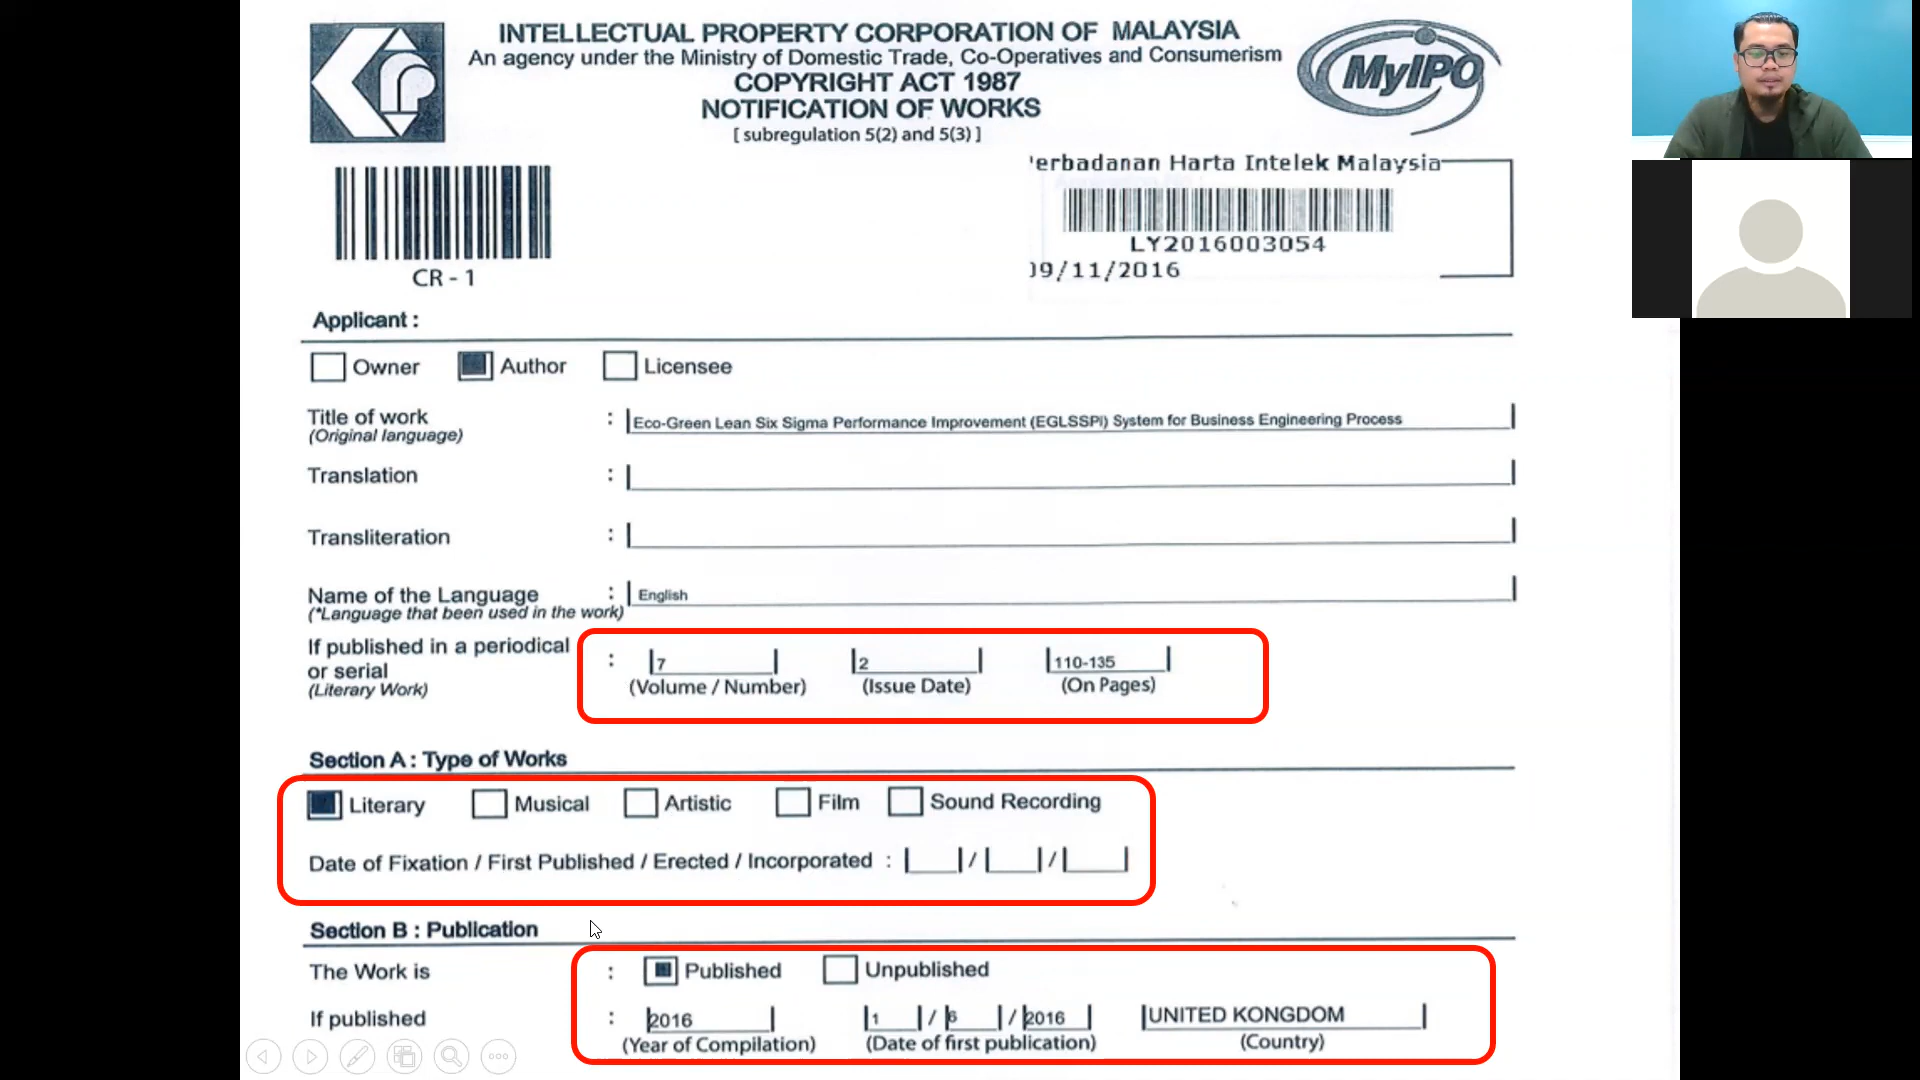 INTELLECTUAL PROPERTY CORPORATION OF MALAYSIA
An agency under the Ministry of Domestic Trade, Co-Operatives and Consumerism
COPYRIGHT ACT 1987
NOTIFICATION OF WORKS
[ subregulation 5(2) and 5(3) ]
MyIPO
CR - 1
erbadanan Harta Intelek Malaysia
LY2016003054
09/11/2016
Applicant :
Owner Author Licensee
Title of work : Eco-Green Lean Six Sigma Performance Improvement (EGLSSPI) System for Business Engineering Process
(Original language)
Translation :
Transliteration :
Name of the Language : English
(*Language that been used in the work)
If published in a periodical
or serial : 7 2 110-135
(Literary Work) (Volume / Number) (Issue Date) (On Pages)
Section A : Type of Works
Literary Musical Artistic Film Sound Recording
Date of Fixation / First Published / Erected / Incorporated : / /
Section B : Publication
The Work is : Published Unpublished
If published : 2016 1 / 6 / 2016 UNITED KONGDOM
(Year of Compilation) (Date of first publication) (Country)